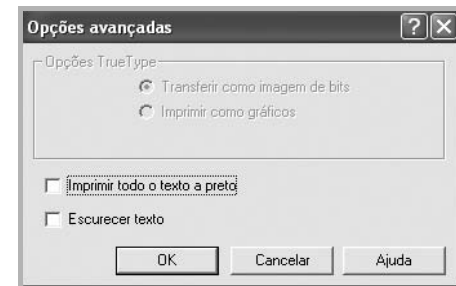 Opções avançadas
Opções TrueType
Transferir como imagem de bits
Imprimir como gráficos
Imprimir todo o texto a preto
Escurecer texto
OK Cancelar Ajuda